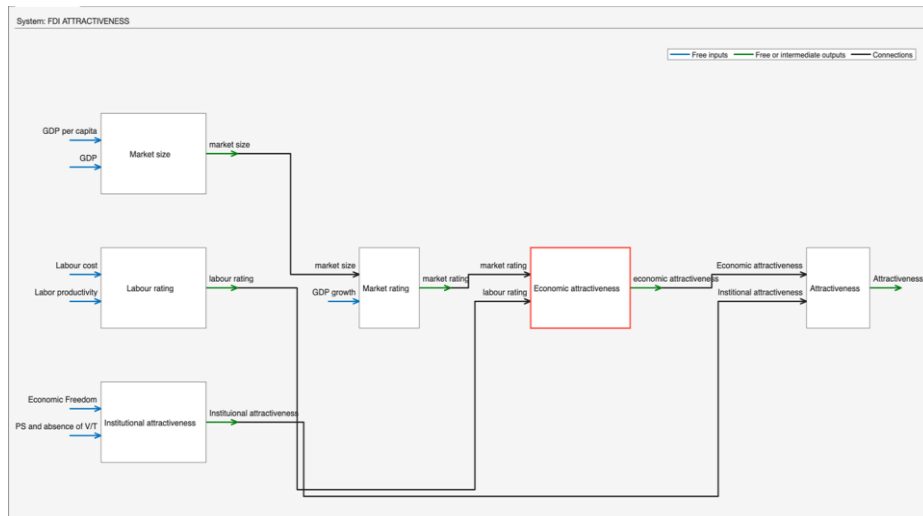 System: FDI ATTRACTIVENESS
Free inputs
Free or intermediate outputs
Connections
GDP per capita
GDP
Market size
market size
Labour cost
Labor productivity
Labour rating
labour rating
market size
GDP growth
Market rating
market rating
market rating
labour rating
Economic attractiveness
economic attractiveness
Economic attractiveness
Institional attractiveness
Attractiveness
Attractiveness
Economic Freedom
PS and absence of V/T
Institutional attractiveness
Instituional attractiveness